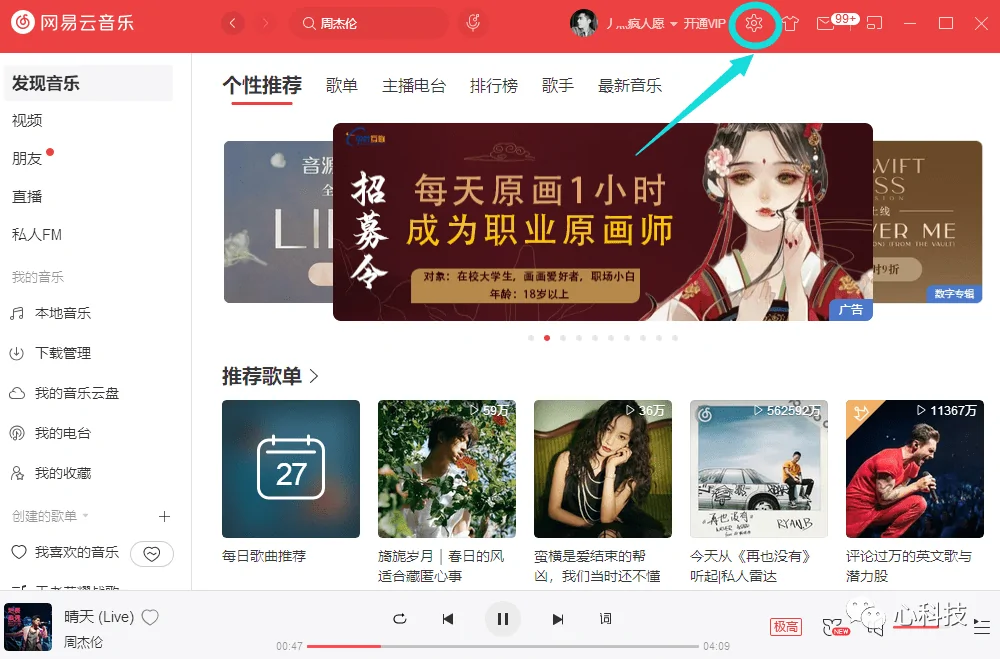 网易云音乐
周杰伦
疯人愿
开通VIP
99+
发现音乐
视频
朋友
直播
私人FM
我的音乐
本地音乐
下载管理
我的音乐云盘
我的电台
我的收藏
创建的歌单
我喜欢的音乐
个性推荐 歌单 主播电台 排行榜 歌手 最新音乐
音源
招募令
每天原画1小时
成为职业原画师
对象:在校大学生,画画爱好者,职场小白
年龄:18岁以上
广告
数字专辑
推荐歌单
27
每日歌曲推荐
59万
旖旎岁月｜春日的风
适合藏匿心事
36万
蛮横是爱结束的帮
凶，我们当时还不懂
562592万
再也没有
RYAN.B
今天从《再也没有》
听起|私人雷达
11367万
评论过万的英文歌与
潜力股
晴天 (Live)
周杰伦
词
00:47
04:09
极高
NEW
心科技